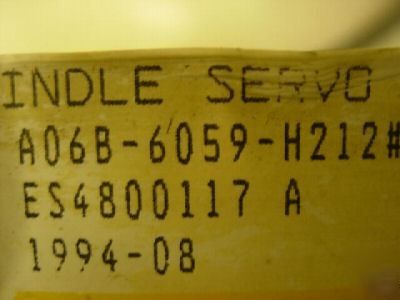 INDLE SERVO
A06B-6059-H212#
ES4800117 A
1994-08